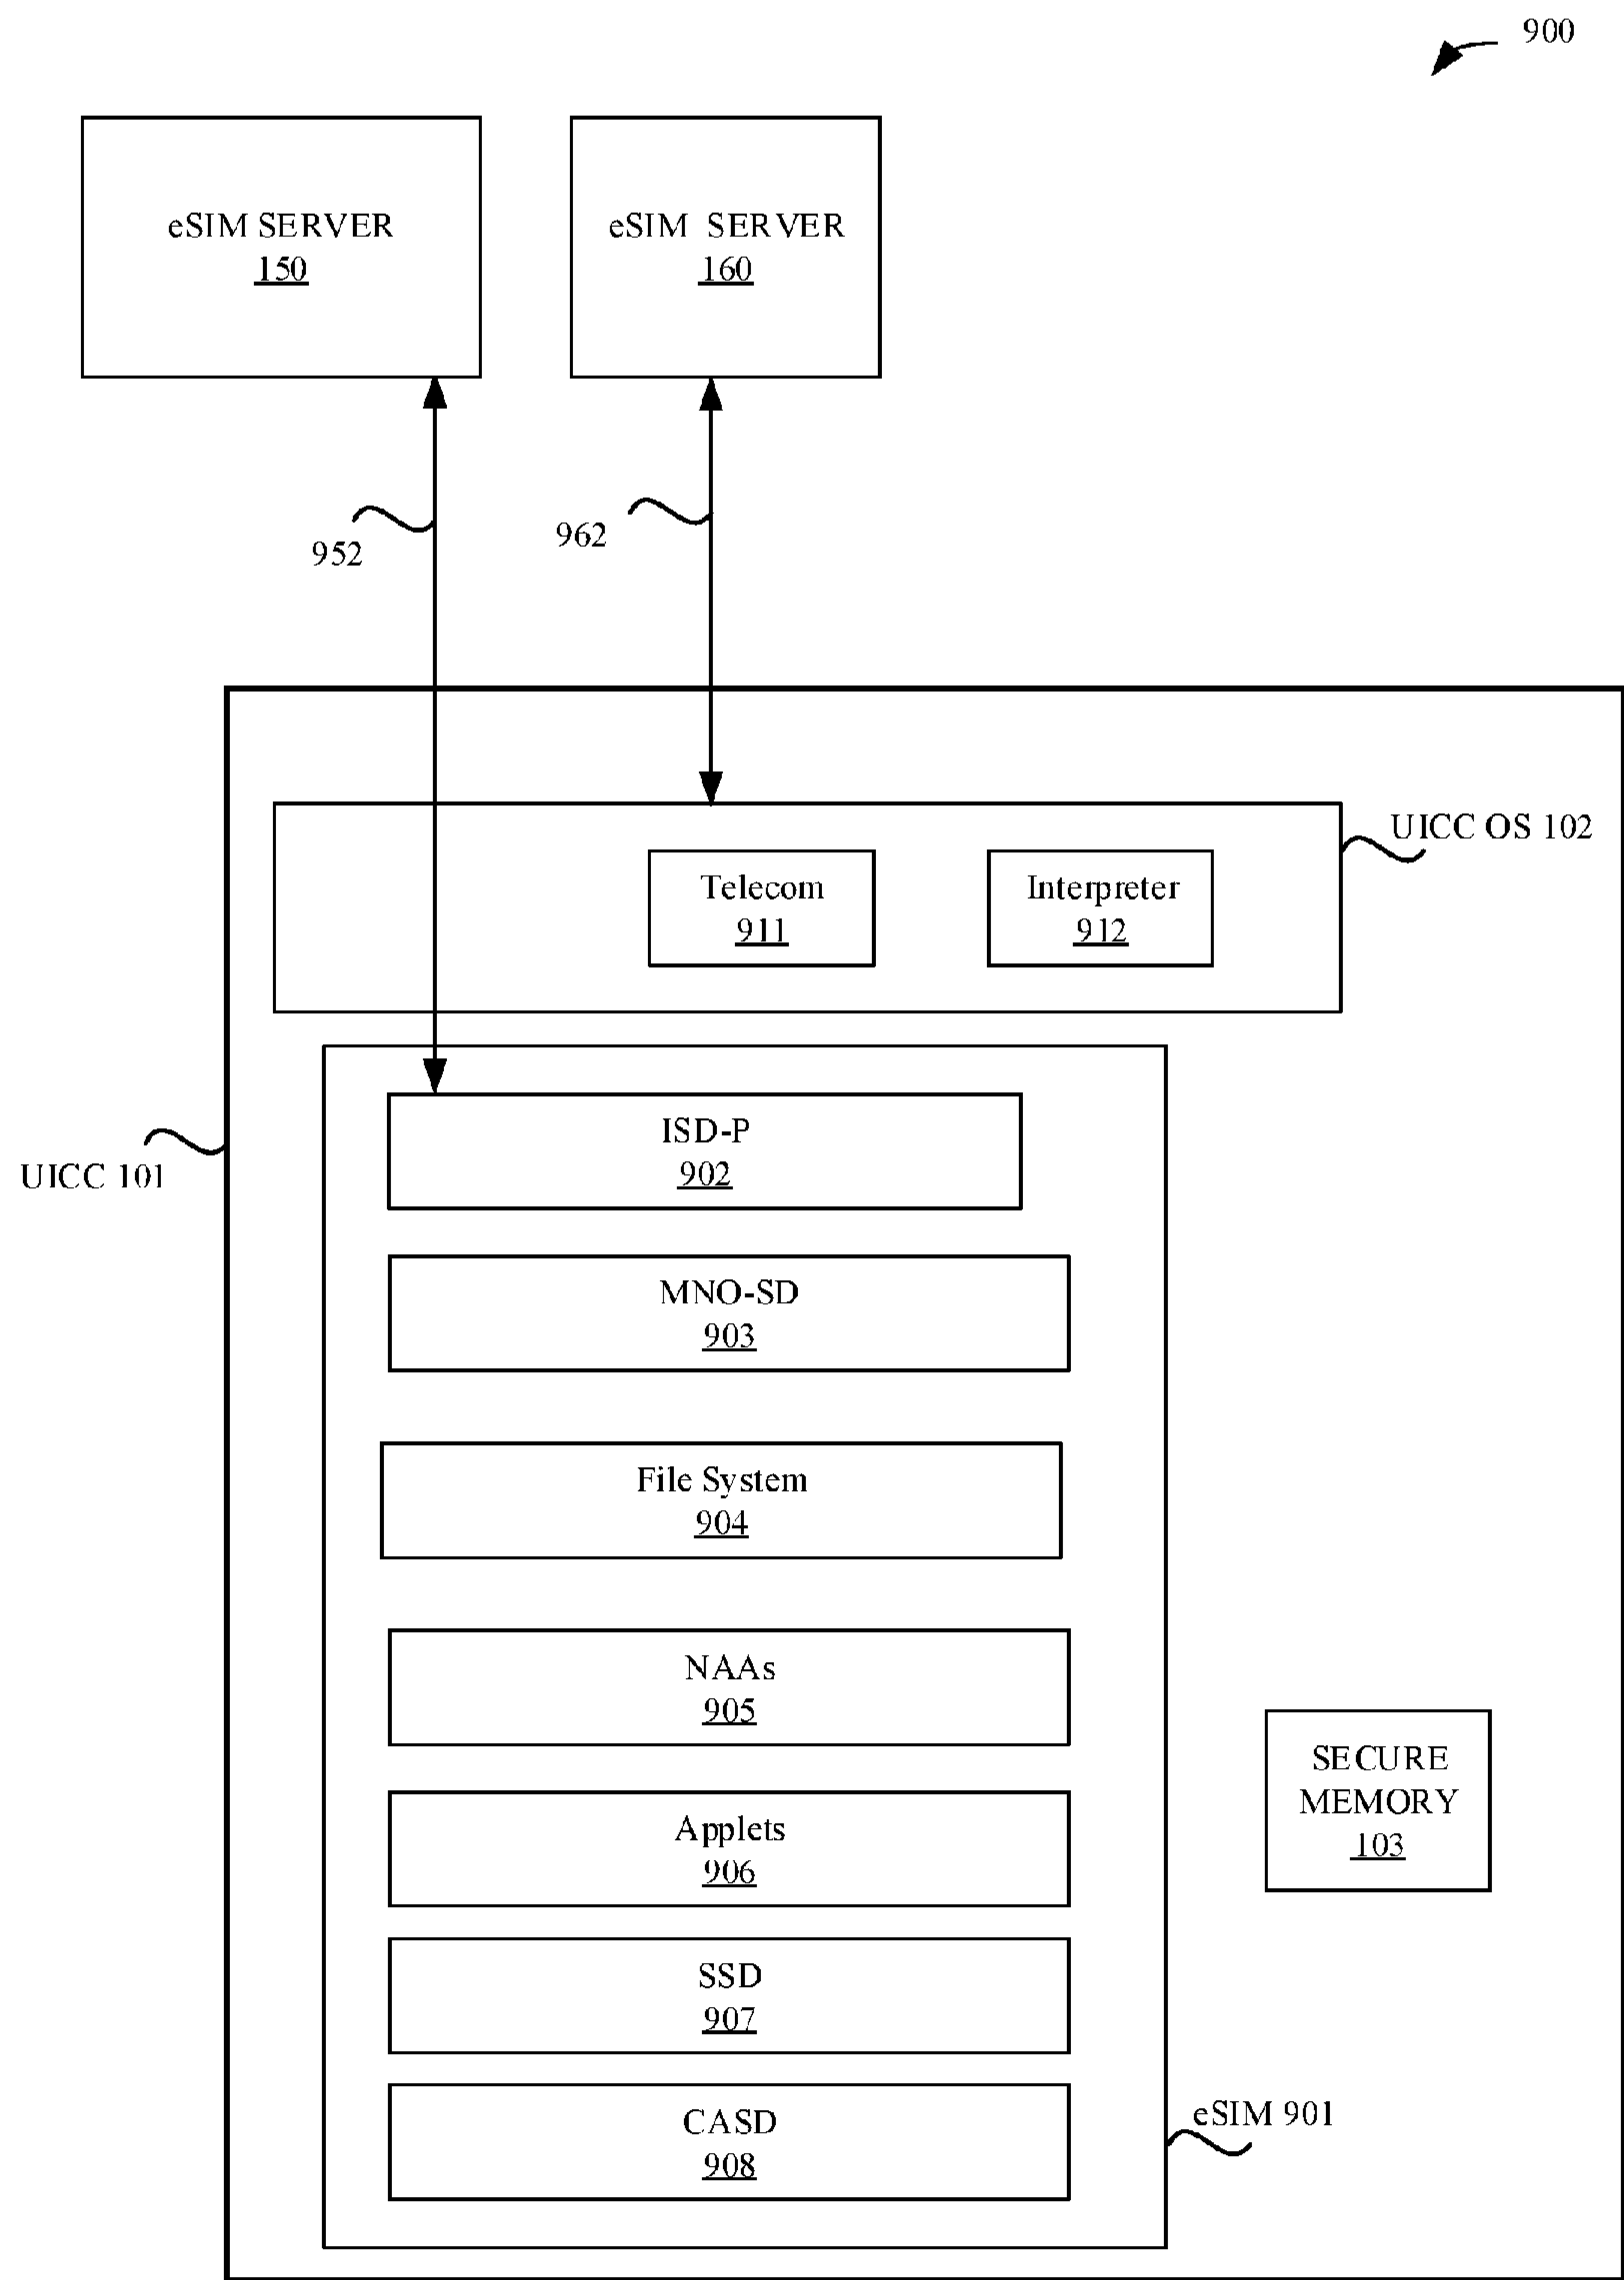 900
eSIM SERVER
150
eSIM SERVER
160
952
962
UICC OS 102
Telecom
911
Interpreter
912
ISD-P
902
UICC 101
MNO-SD
903
File System
904
NAAs
905
SECURE
MEMORY
103
Applets
906
SSD
907
eSIM 901
CASD
908